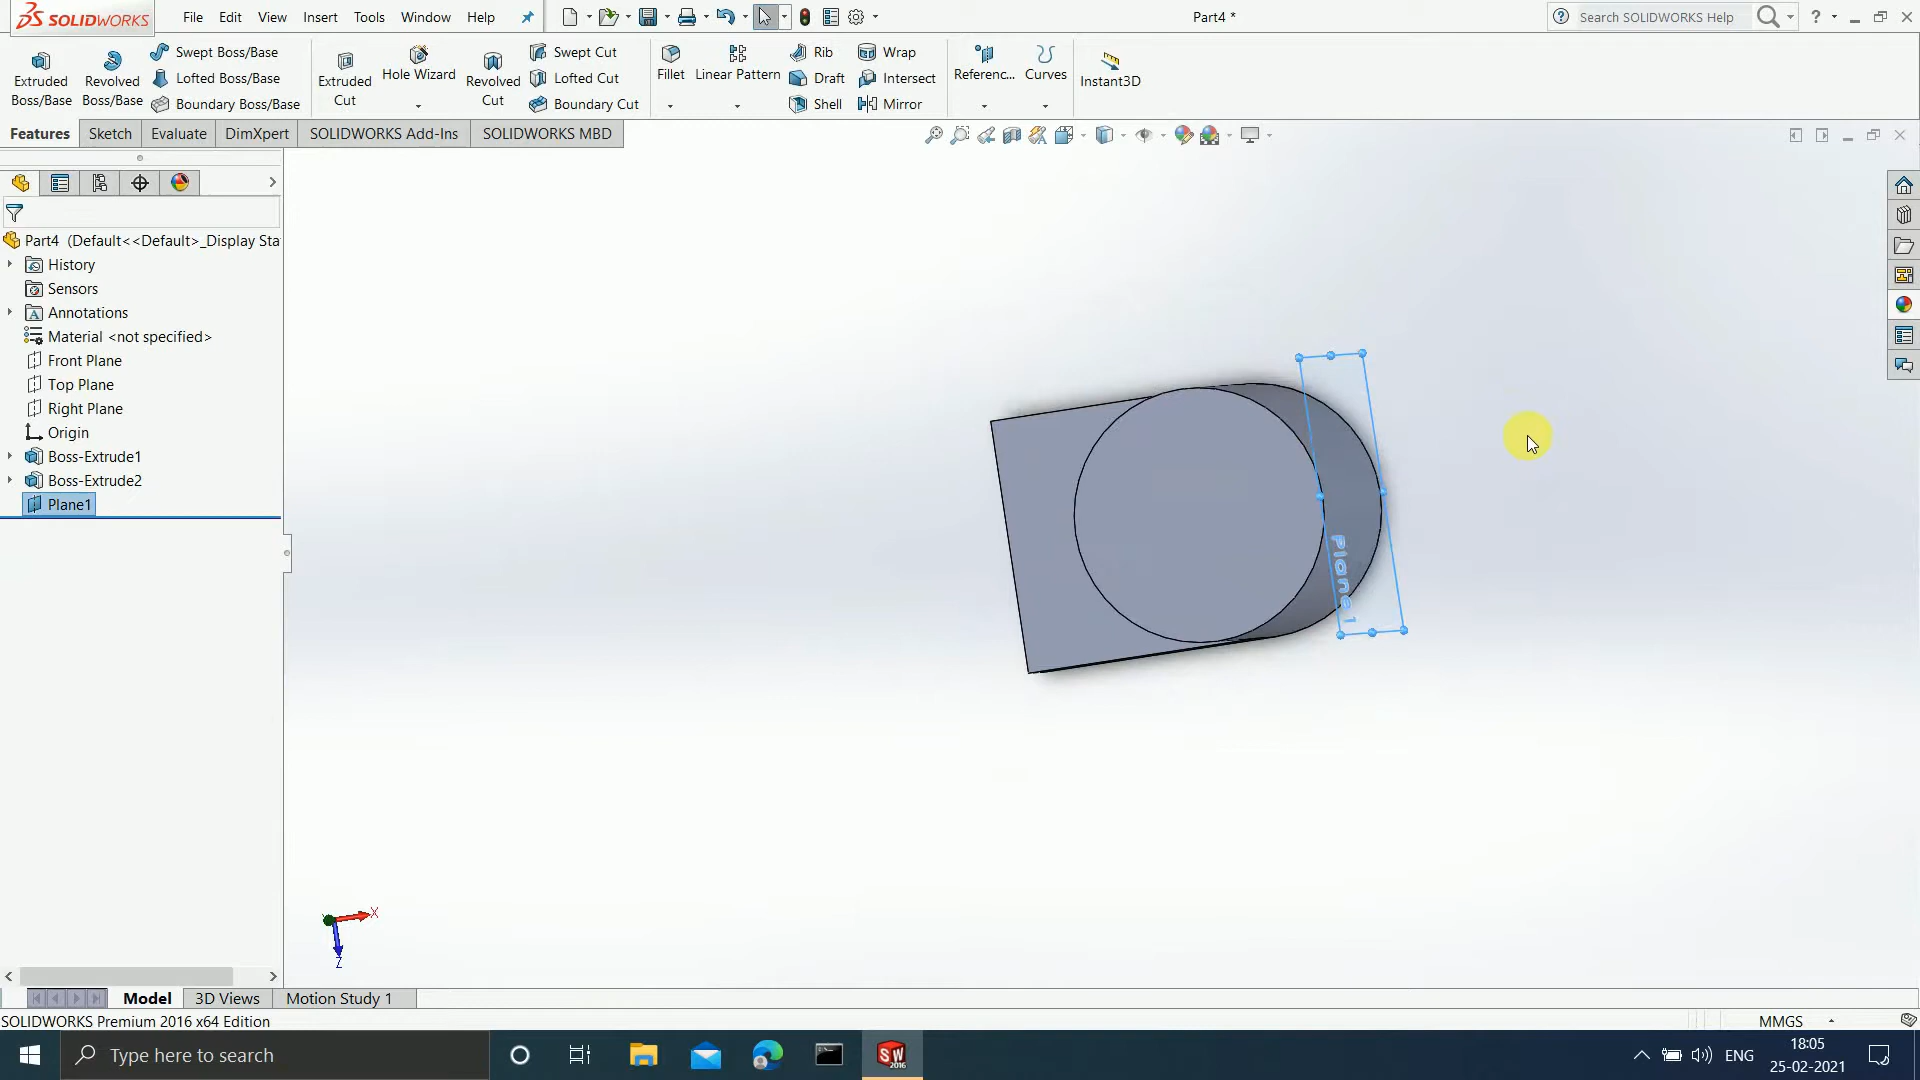 SOLIDWORKS File Edit View Insert Tools Window Help Part4 * Search SOLIDWORKS Help ?
Extruded Boss/Base
Revolved Boss/Base
Swept Boss/Base
Lofted Boss/Base
Boundary Boss/Base
Extruded Cut
Hole Wizard
Revolved Cut
Swept Cut
Lofted Cut
Boundary Cut
Fillet
Linear Pattern
Rib
Draft
Shell
Wrap
Intersect
Mirror
Referenc...
Curves
Instant3D
Features Sketch Evaluate DimXpert SOLIDWORKS Add-Ins SOLIDWORKS MBD
Part4 (Default<<Default>_Display Sta
History
Sensors
Annotations
Material <not specified>
Front Plane
Top Plane
Right Plane
Origin
Boss-Extrude1
Boss-Extrude2
Plane1
Plane1
X
Z
Model 3D Views Motion Study 1
SOLIDWORKS Premium 2016 x64 Edition MMGS
Type here to search
SW 2016
ENG
18:05
25-02-2021